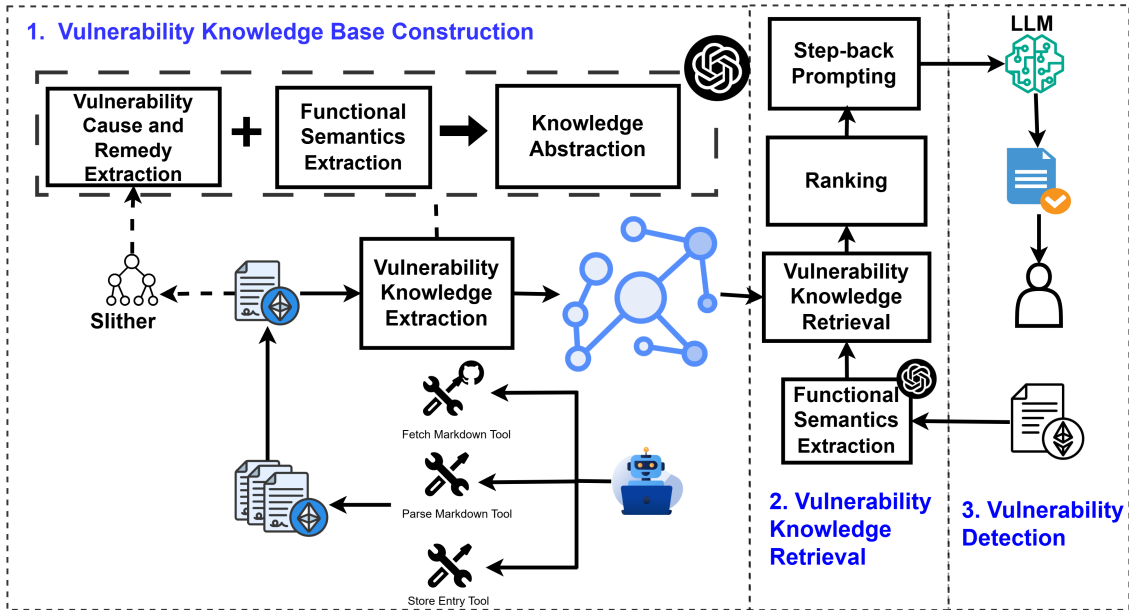 1. Vulnerability Knowledge Base Construction
Vulnerability
Cause and
Remedy
Extraction
Functional
Semantics
Extraction
Knowledge
Abstraction
Slither
Vulnerability
Knowledge
Extraction
Fetch Markdown Tool
Parse Markdown Tool
Store Entry Tool
Step-back
Prompting
Ranking
Vulnerability
Knowledge
Retrieval
Functional
Semantics
Extraction
2. Vulnerability
Knowledge
Retrieval
LLM
3. Vulnerability
Detection